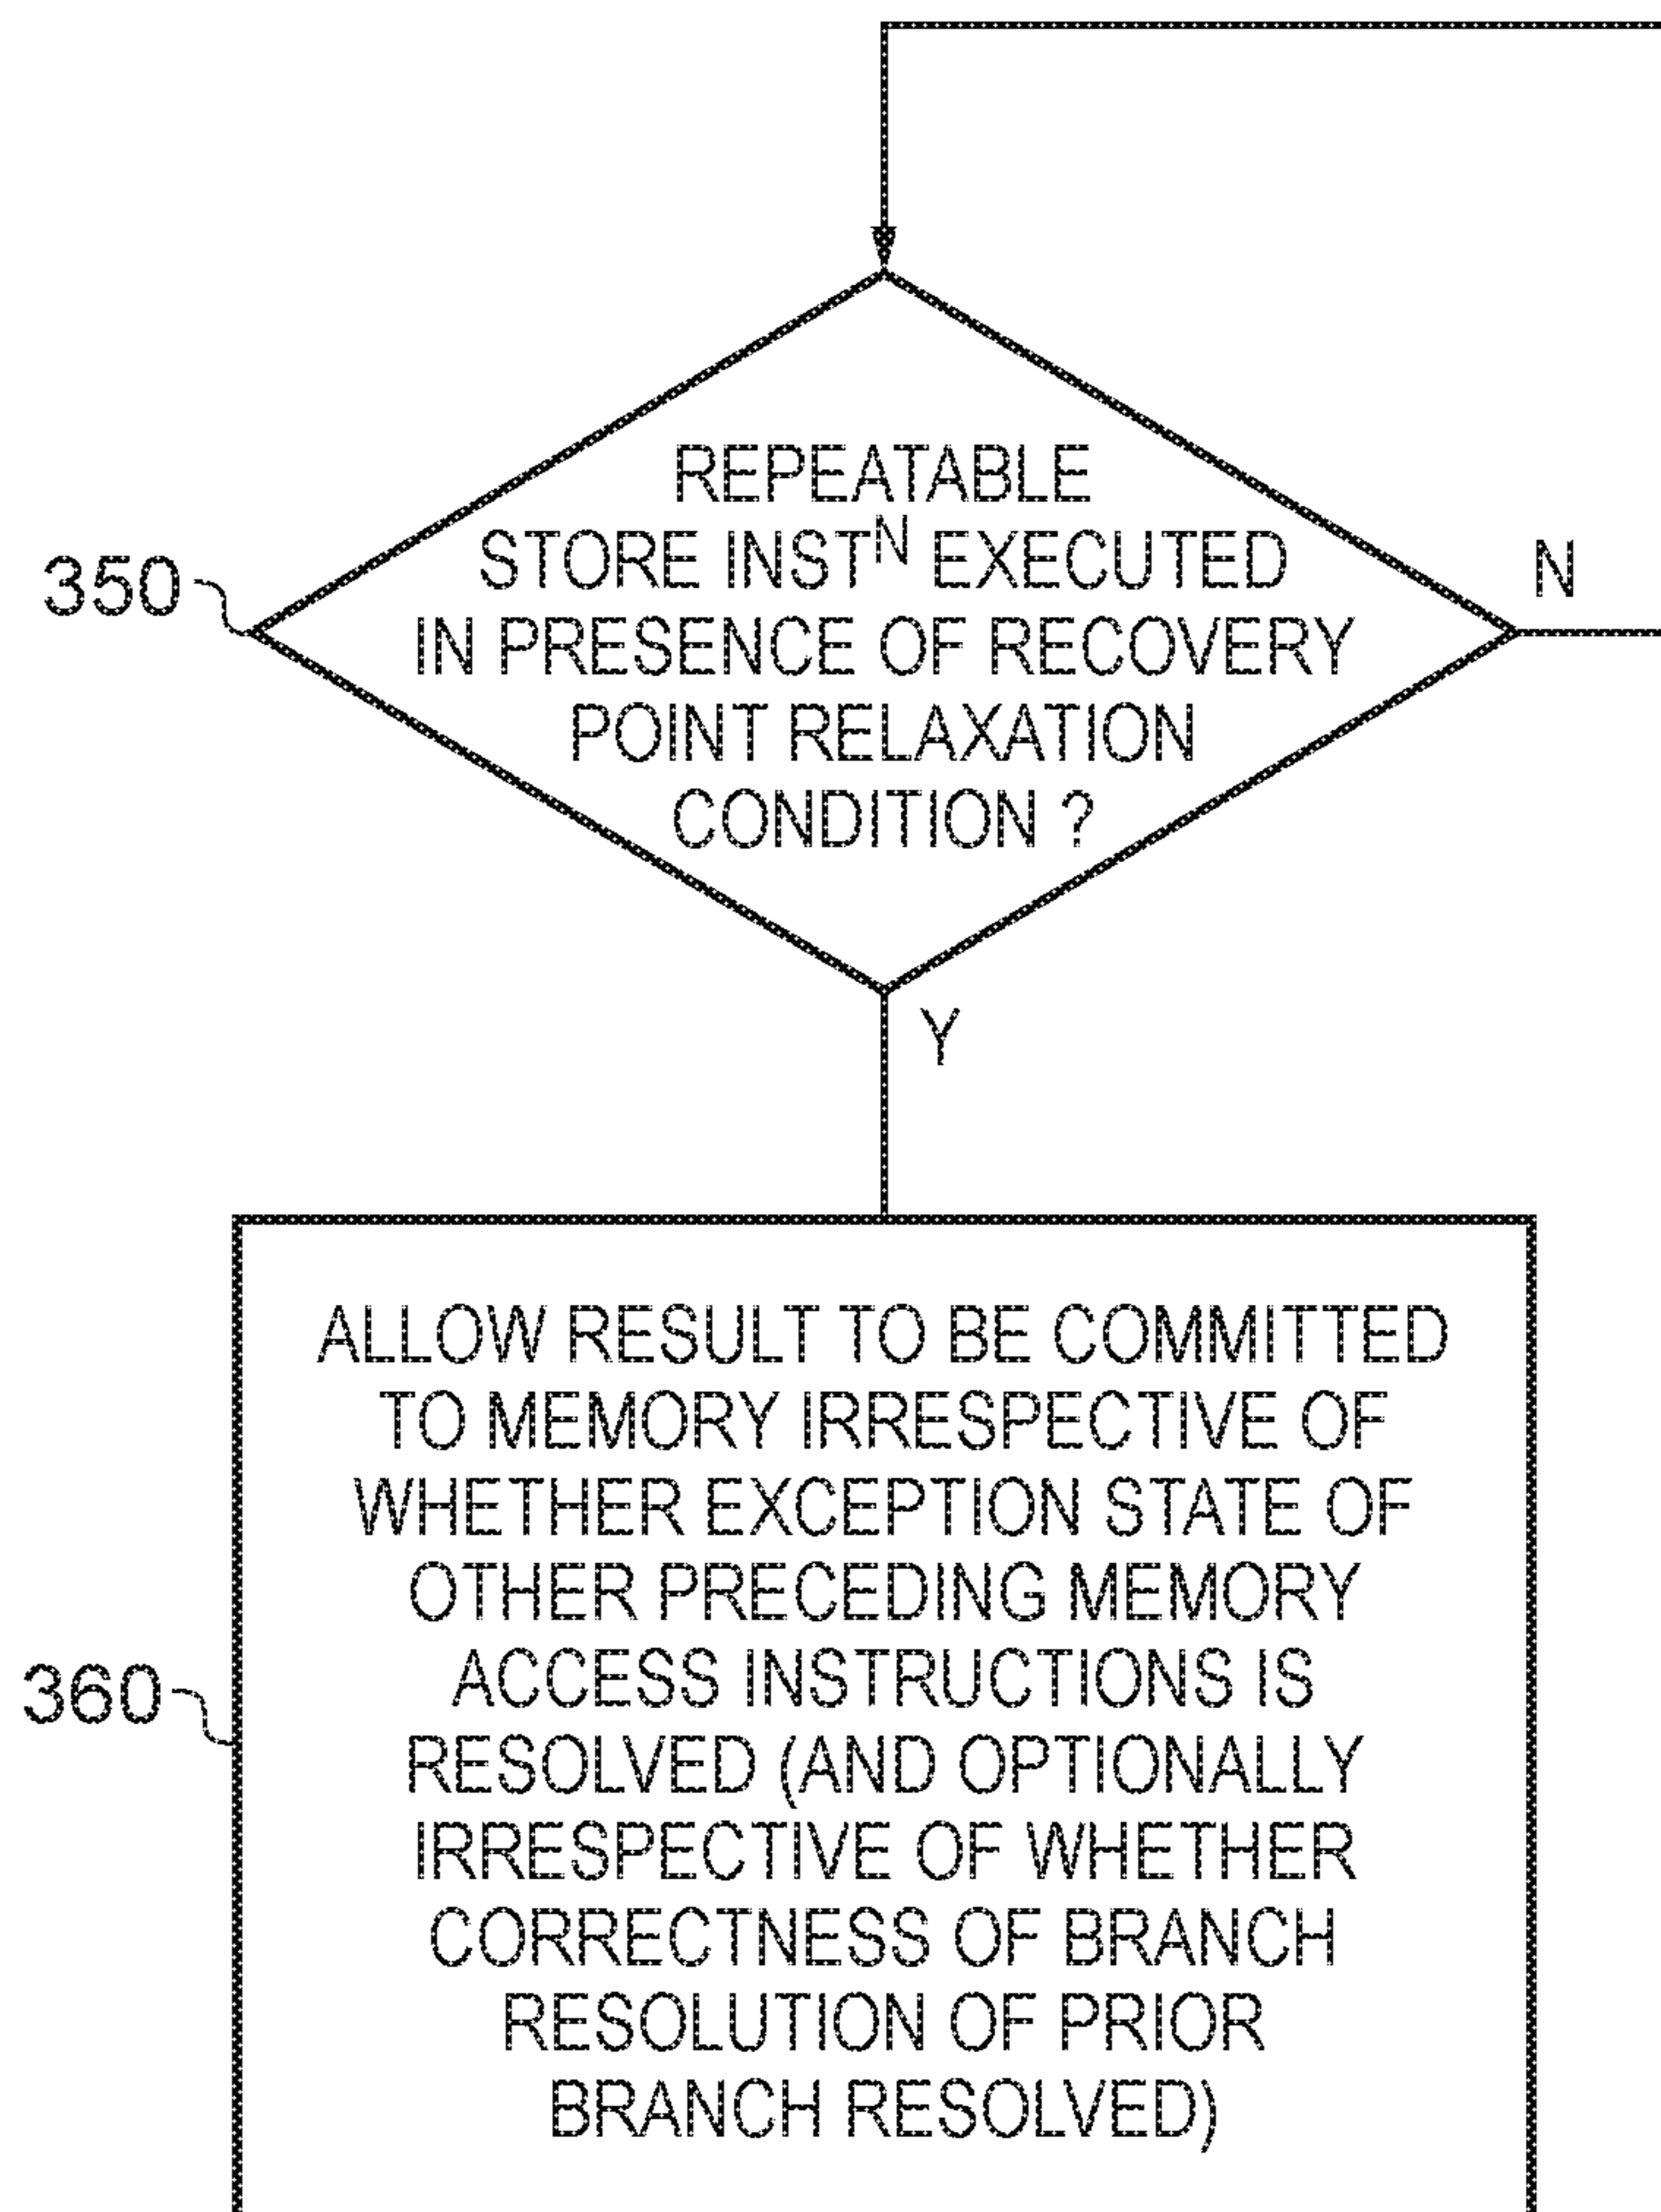 REPEATABLE
STORE INSTᴺ EXECUTED
350
IN PRESENCE OF RECOVERY
N
POINT RELAXATION
CONDITION ?
Y
ALLOW RESULT TO BE COMMITTED
TO MEMORY IRRESPECTIVE OF
WHETHER EXCEPTION STATE OF
OTHER PRECEDING MEMORY
ACCESS INSTRUCTIONS IS
360
RESOLVED (AND OPTIONALLY
IRRESPECTIVE OF WHETHER
CORRECTNESS OF BRANCH
RESOLUTION OF PRIOR
BRANCH RESOLVED)